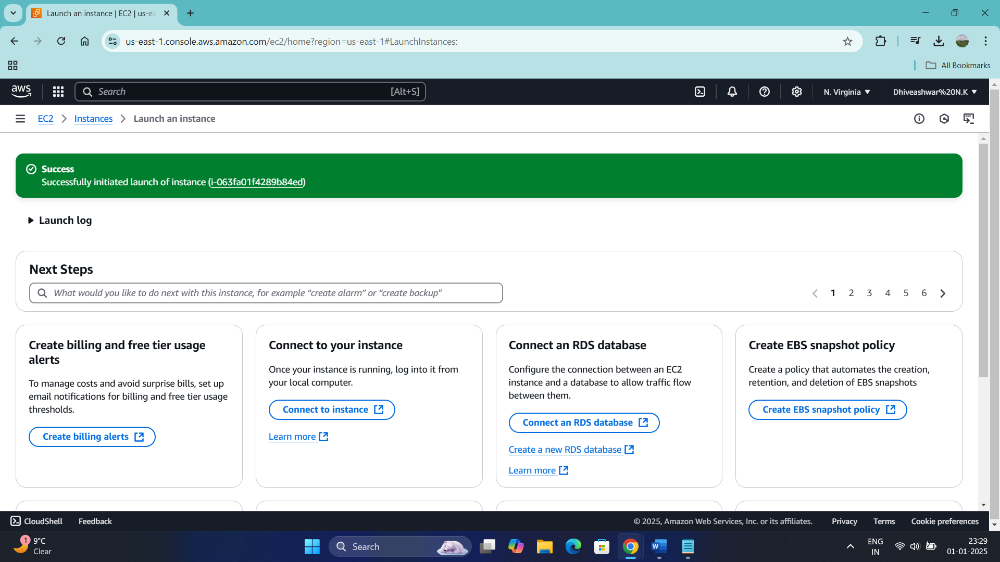 Launch an instance | EC2 | us-ea
us-east-1.console.aws.amazon.com/ec2/home?region=us-east-1#LaunchInstances:
All Bookmarks
aws
Search
[Alt+S]
N. Virginia
Dhiveashwar%20N.K
EC2
Instances
Launch an instance
Success
Successfully initiated launch of instance (i-063fa01f4289b84ed)
Launch log
Next Steps
What would you like to do next with this instance, for example “create alarm” or “create backup"
1 2 3 4 5 6
Create billing and free tier usage
alerts
To manage costs and avoid surprise bills, set up
email notifications for billing and free tier usage
thresholds.
Create billing alerts
Connect to your instance
Once your instance is running, log into it from
your local computer.
Connect to instance
Learn more
Connect an RDS database
Configure the connection between an EC2
instance and a database to allow traffic flow
between them.
Connect an RDS database
Create a new RDS database
Learn more
Create EBS snapshot policy
Create a policy that automates the creation,
retention, and deletion of EBS snapshots
Create EBS snapshot policy
CloudShell
Feedback
© 2025, Amazon Web Services, Inc. or its affiliates.
Privacy
Terms
Cookie preferences
1
9°C
Clear
Search
W
ENG
IN
23:29
01-01-2025